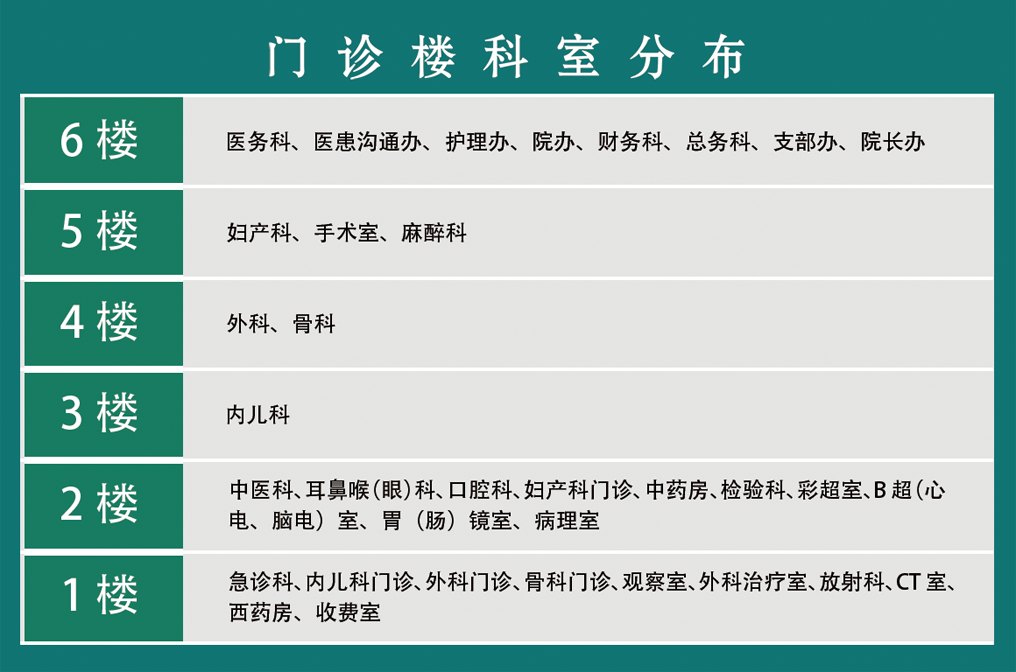 门诊楼科室分布
6 楼
医务科、医患沟通办、护理办、院办、财务科、总务科、支部办、院长办
5 楼
妇产科、手术室、麻醉科
4 楼
外科、骨科
3 楼
内儿科
2 楼
中医科、耳鼻喉(眼)科、口腔科、妇产科门诊、中药房、检验科、彩超室、B 超(心
电、脑电)室、胃(肠)镜室、病理室
1 楼
急诊科、内儿科门诊、外科门诊、骨科门诊、观察室、外科治疗室、放射科、CT 室、
西药房、收费室